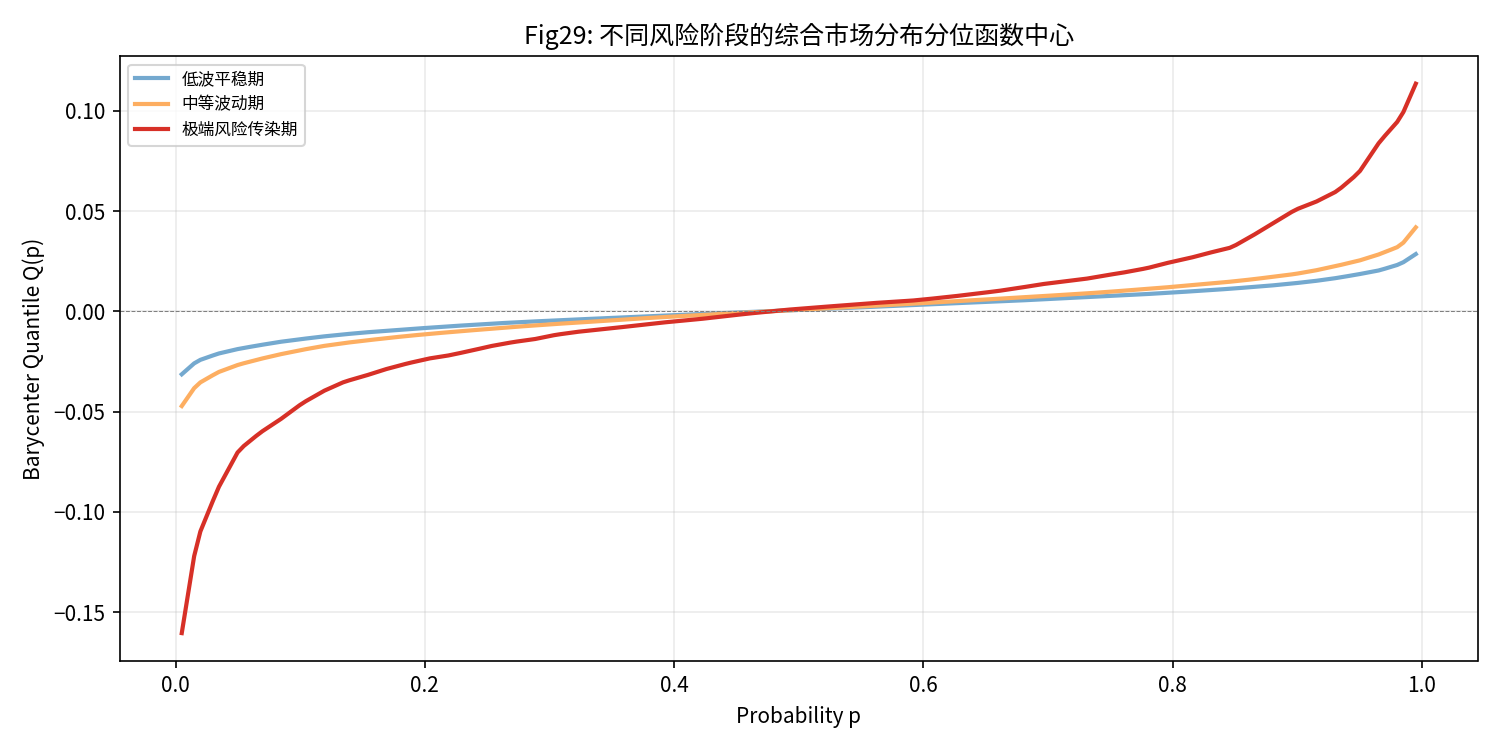 Fig29: 不同风险阶段的综合市场分布分位函数中心
低波平稳期
中等波动期
极端风险传染期
Barycenter Quantile Q(p)
0.10
0.05
0.00
−0.05
−0.10
−0.15
0.0
0.2
0.4
0.6
0.8
1.0
Probability p